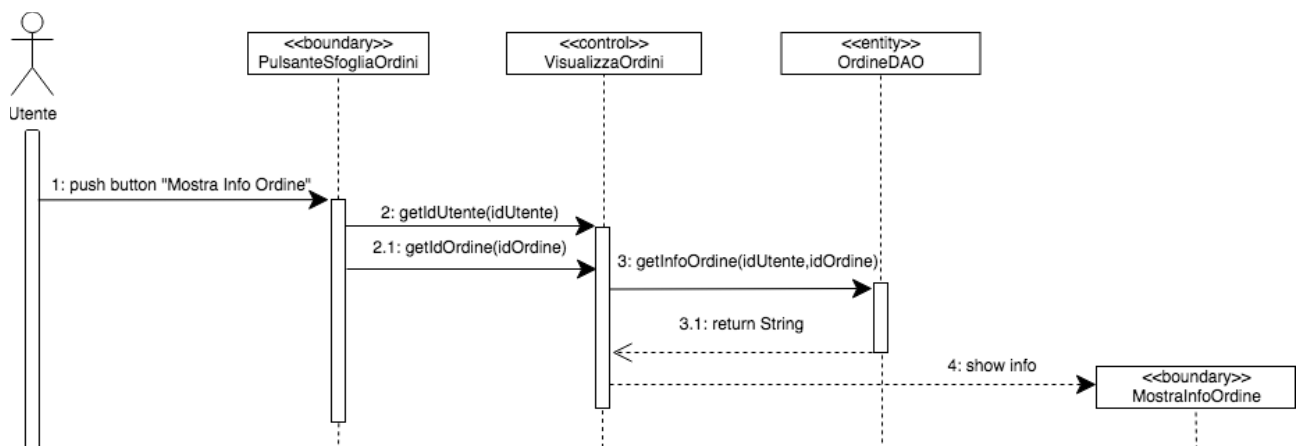 <<boundary>>
PulsanteSfogliaOrdini
<<control>>
VisualizzaOrdini
<<entity>>
OrdineDAO
Utente
1: push button "Mostra Info Ordine"
2: getIdUtente(idUtente)
2.1: getIdOrdine(idOrdine)
3: getInfoOrdine(idUtente,idOrdine)
3.1: return String
4: show info
<<boundary>>
MostraInfoOrdine